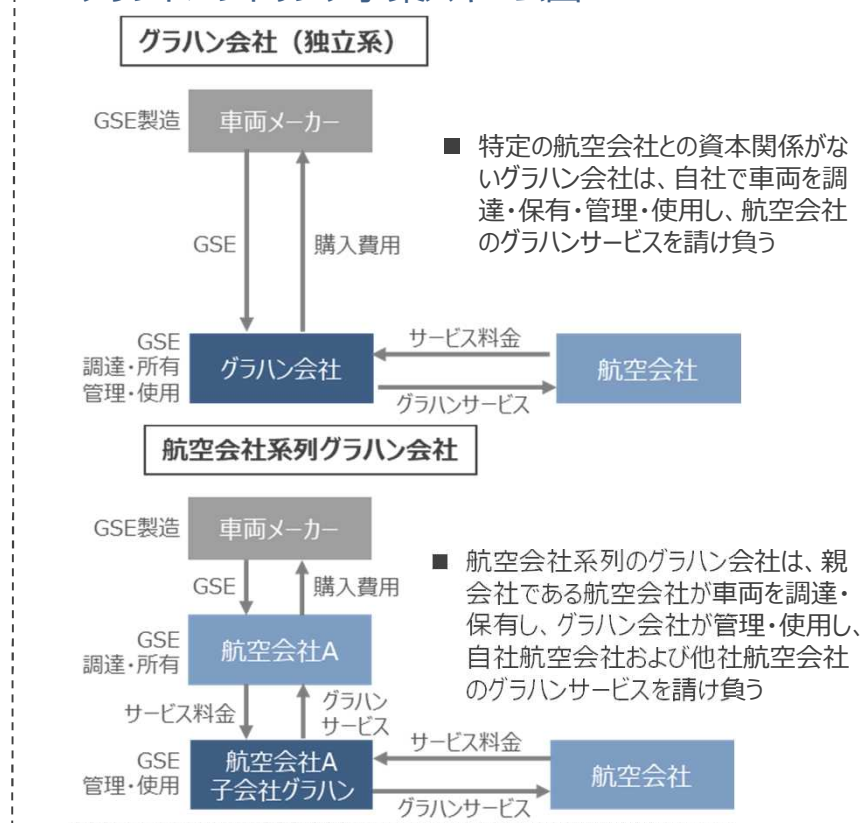 グラハン会社（独立系）
GSE製造
車両メーカー
■ 特定の航空会社との資本関係がな
いグラハン会社は、自社で車両を調
達・保有・管理・使用し、航空会社
のグラハンサービスを請け負う
GSE
購入費用
GSE
調達・所有
管理・使用
グラハン会社
サービス料金
グラハンサービス
航空会社
航空会社系列グラハン会社
GSE製造
車両メーカー
■ 航空会社系列のグラハン会社は、親
会社である航空会社が車両を調達・
保有し、グラハン会社が管理・使用し、
自社航空会社および他社航空会社
のグラハンサービスを請け負う
GSE
購入費用
GSE
調達・所有
航空会社A
サービス料金
グラハン
サービス
GSE
管理・使用
航空会社A
子会社グラハン
サービス料金
グラハンサービス
航空会社